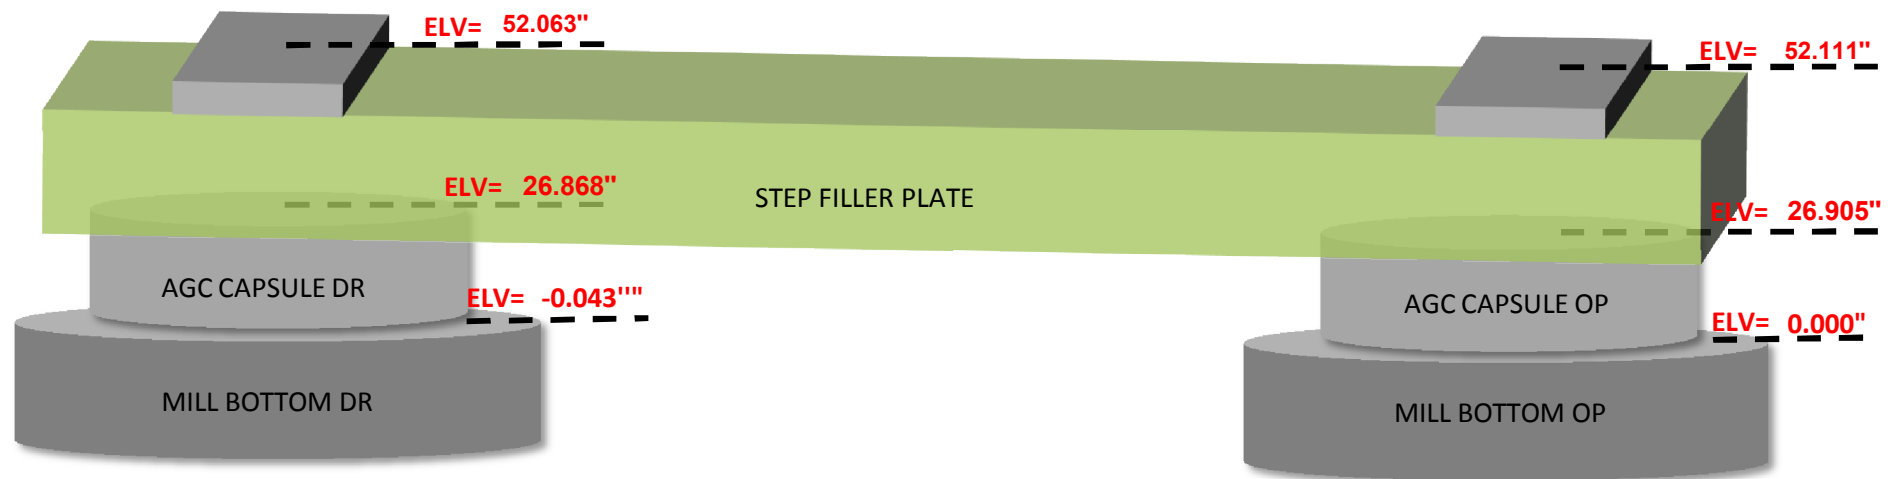 ELV= 52.063"
ELV= 52.111"
ELV= 26.868"
STEP FILLER PLATE
ELV= 26.905"
AGC CAPSULE DR
ELV= -0.043''"
AGC CAPSULE OP
ELV= 0.000"
MILL BOTTOM DR
MILL BOTTOM OP